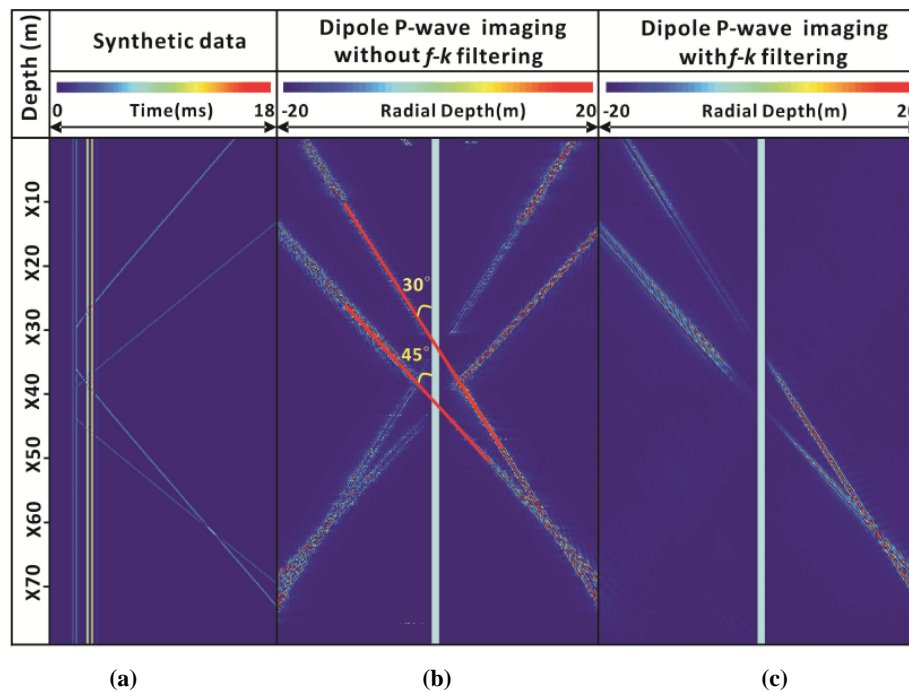 Depth (m)
Synthetic data
0 Time(ms) 18
Dipole P-wave imaging
without f-k filtering
-20 Radial Depth(m) 20
Dipole P-wave imaging
with f-k filtering
-20 Radial Depth(m) 20
X10
X20
X30
X40
X50
X60
X70
30°
45°
(a)
(b)
(c)